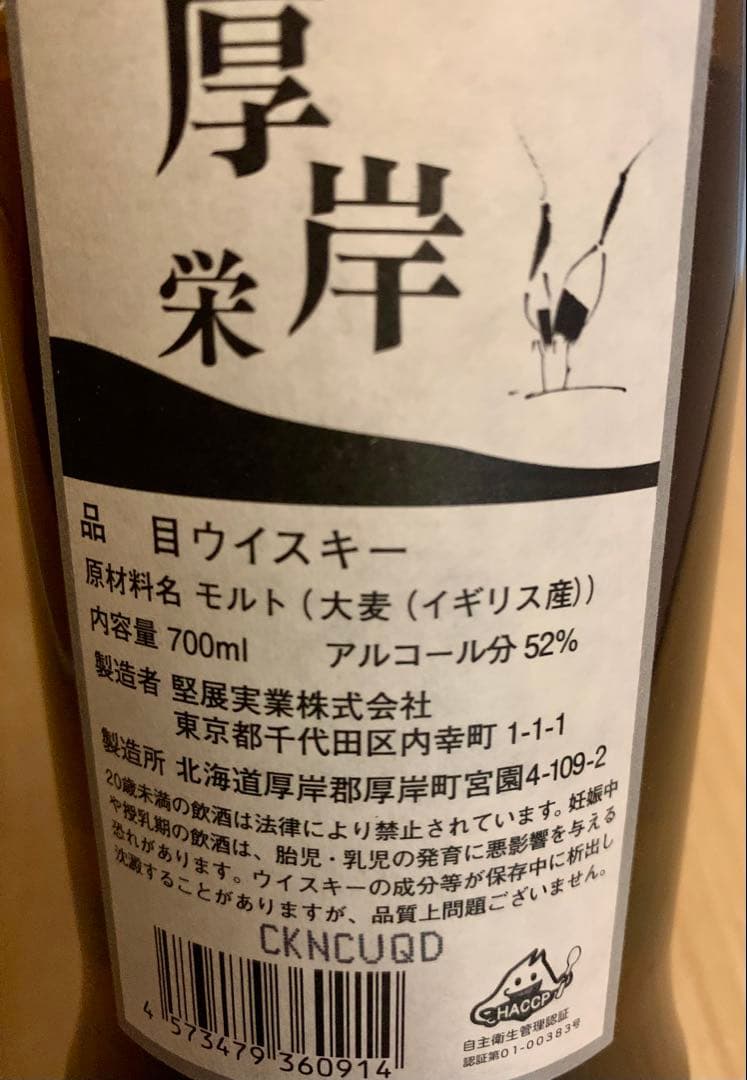 厚岸
栄
品　目ウイスキー
原材料名 モルト（大麦（イギリス産））
内容量 700ml　アルコール分 52%
製造者 堅展実業株式会社
東京都千代田区内幸町 1-1-1
製造所 北海道厚岸郡厚岸町宮園4-109-2
20歳未満の飲酒は法律により禁止されています。妊娠中
や授乳期の飲酒は、胎児・乳児の発育に悪影響を与える
恐れがあります。ウイスキーの成分等が保存中に析出し
沈澱することがありますが、品質上問題ございません。
CKNCUQD
4 573479 360914
HACCP
自主衛生管理認証
認証第01-00383号